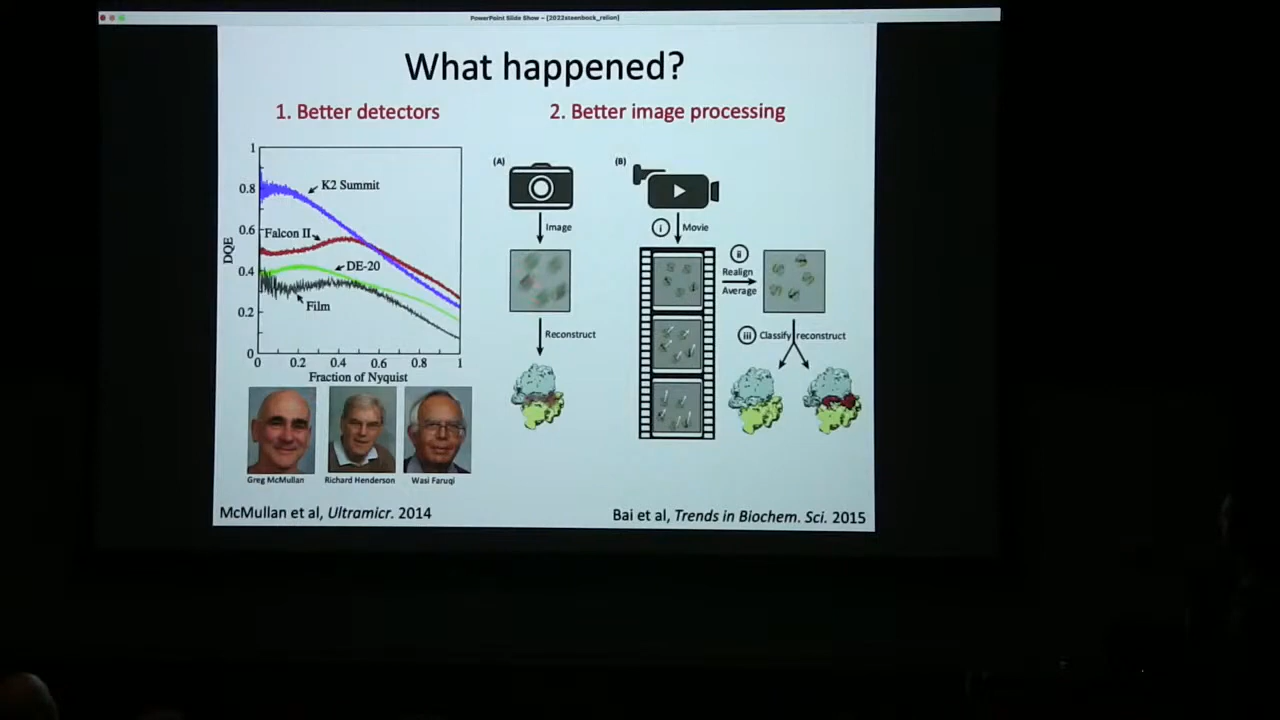 PowerPoint Slide Show - [2022steenbock_relion]
What happened?
1. Better detectors
2. Better image processing
1
0.8
0.6
0.4
0.2
0
DQE
K2 Summit
Falcon II
DE-20
Film
0 0.2 0.4 0.6 0.8 1
Fraction of Nyquist
Greg McMullan
Richard Henderson
Wasi Faruqi
McMullan et al, Ultramicr. 2014
(A)
Image
Reconstruct
(B)
i
Movie
ii
Realign
Average
iii Classify reconstruct
Bai et al, Trends in Biochem. Sci. 2015